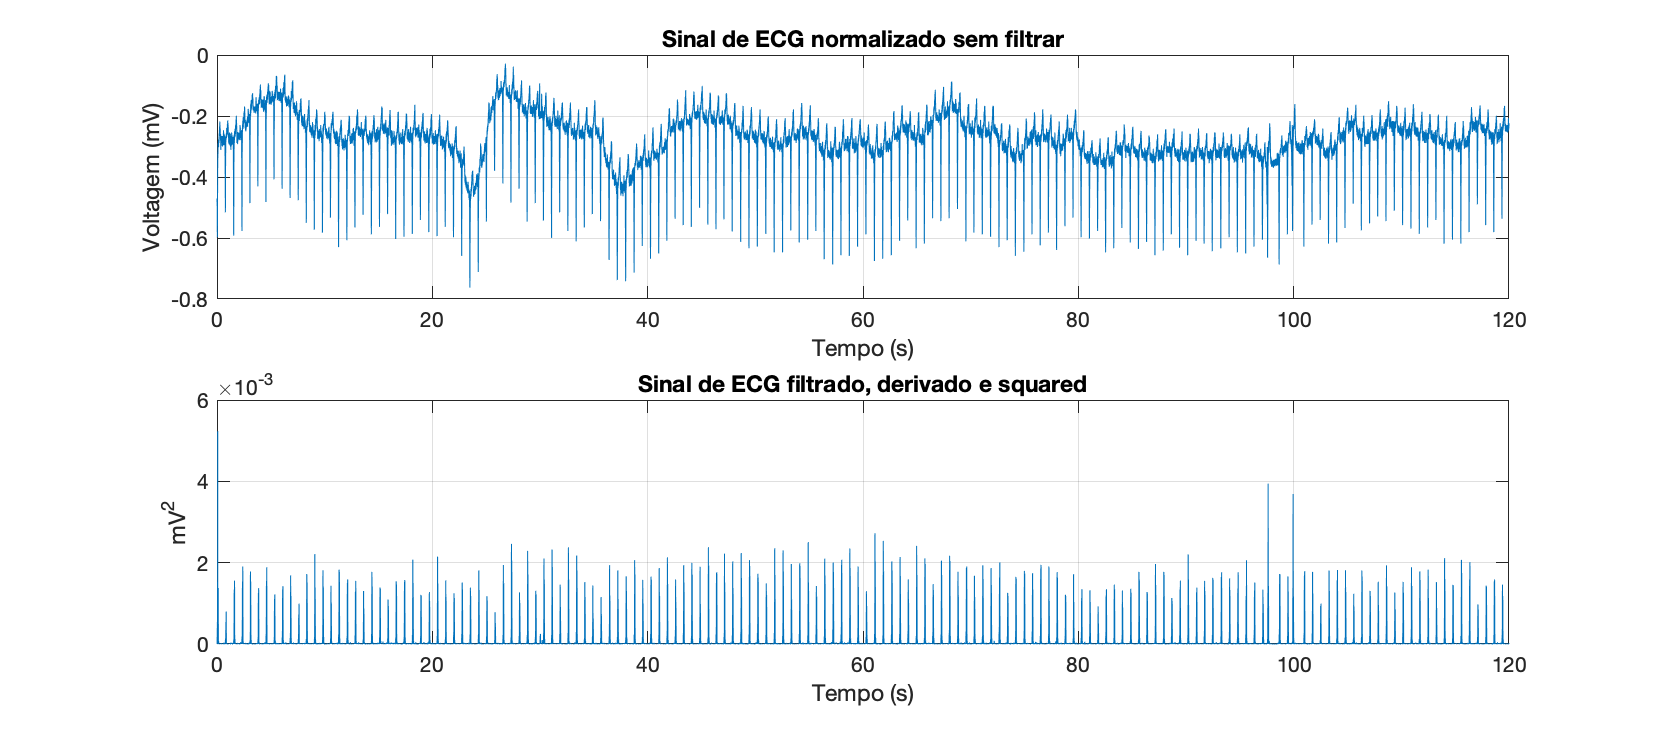 Sinal de ECG normalizado sem filtrar
0
-0.2
-0.4
-0.6
-0.8
Voltagem (mV)
0 20 40 60 80 100 120
Tempo (s)
×10⁻³
Sinal de ECG filtrado, derivado e squared
6
4
2
0
mV²
0 20 40 60 80 100 120
Tempo (s)